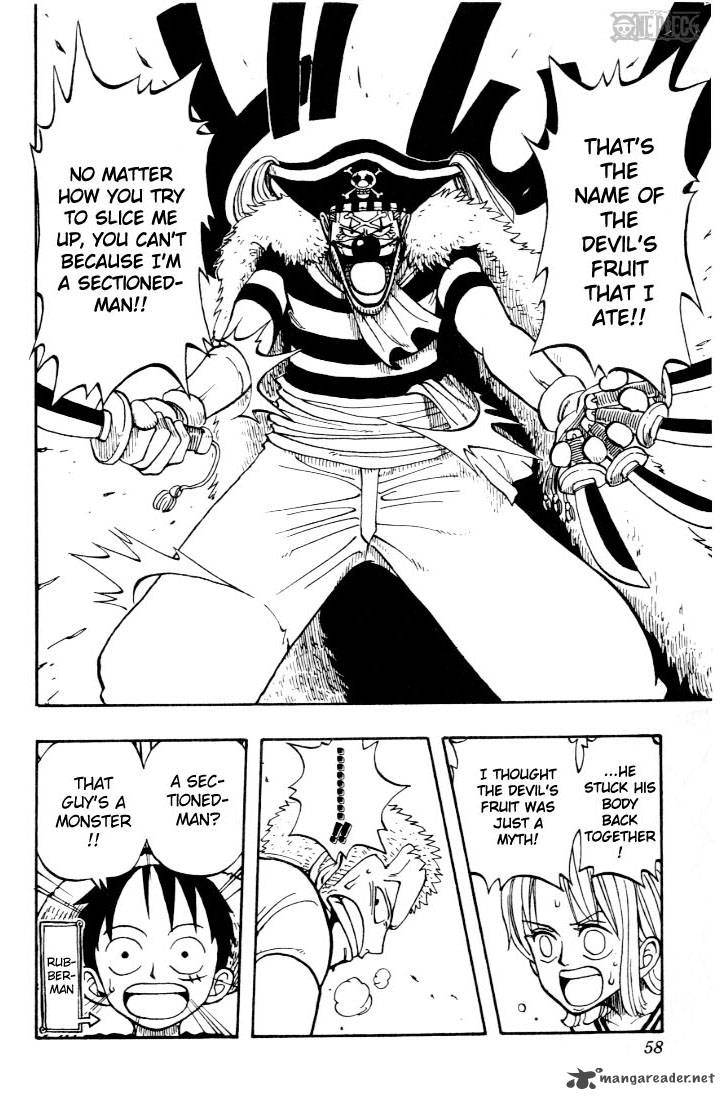 ONE PIECE
THAT'S
THE
NAME OF
THE
DEVIL'S
FRUIT
THAT I
ATE!!
NO MATTER
HOW YOU TRY
TO SLICE ME
UP, YOU CAN'T
BECAUSE I'M
A SECTIONED-
MAN!!
...HE
STUCK HIS
BODY
BACK
TOGETHER
!
I THOUGHT
THE DEVIL'S
FRUIT WAS
JUST A
MYTH!
..........!!
A SEC-
TIONED-
MAN?
THAT
GUY'S A
MONSTER
!!
RUB-
BER-
MAN
58
mangareader.net